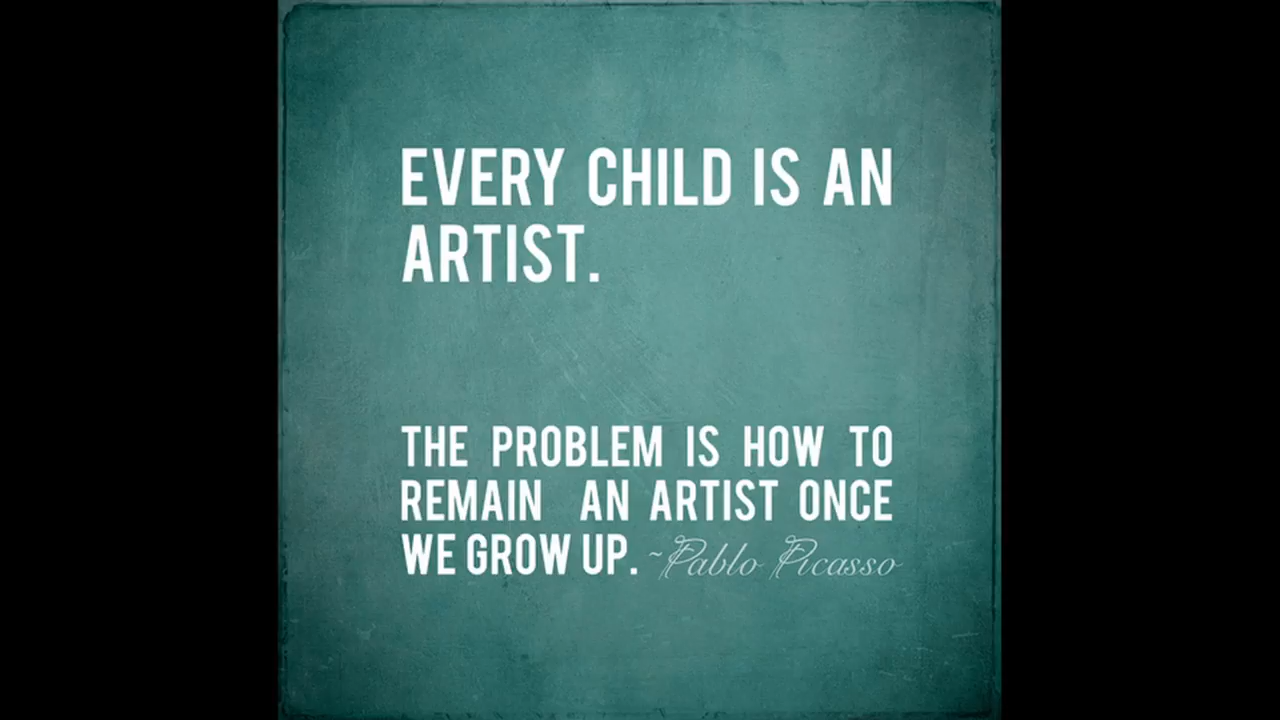 EVERY CHILD IS AN
ARTIST.
THE PROBLEM IS HOW TO
REMAIN AN ARTIST ONCE
WE GROW UP. ~Pablo Picasso